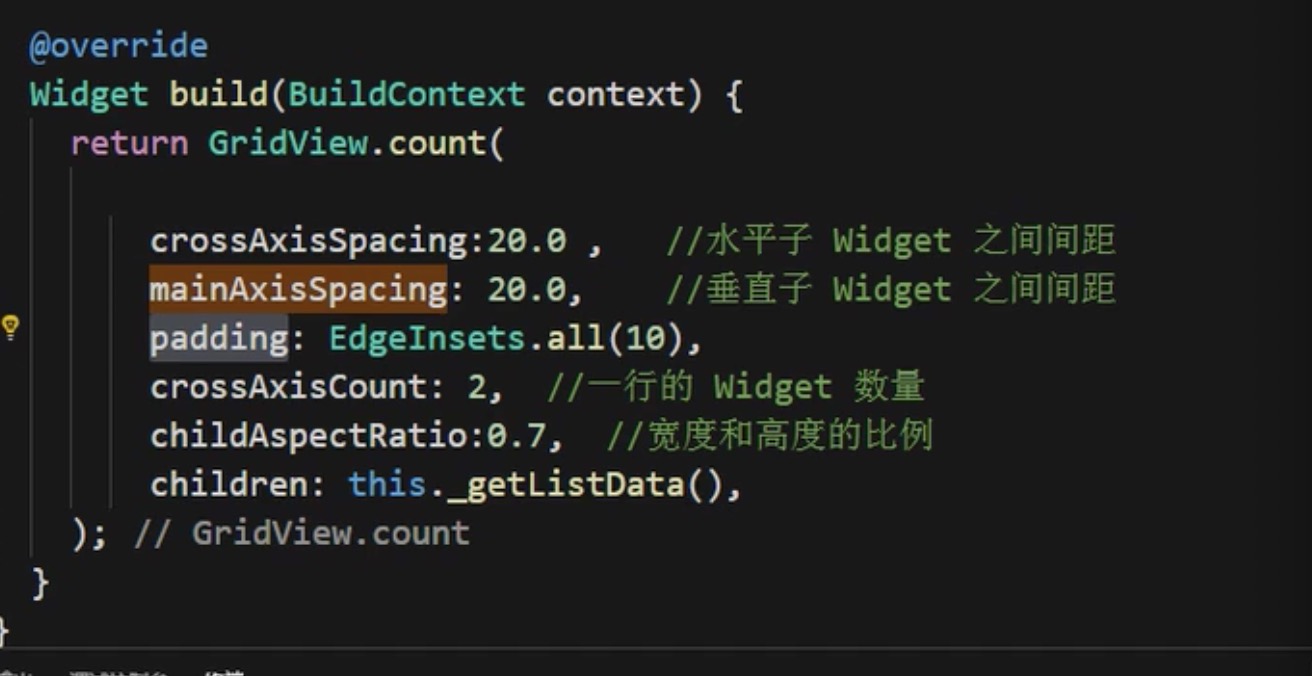 @override
Widget build(BuildContext context) {
return GridView.count(
crossAxisSpacing:20.0 ,   //水平子 Widget 之间间距
mainAxisSpacing: 20.0,    //垂直子 Widget 之间间距
padding: EdgeInsets.all(10),
crossAxisCount: 2,  //一行的 Widget 数量
childAspectRatio:0.7,  //宽度和高度的比例
children: this._getListData(),
); // GridView.count
}
}